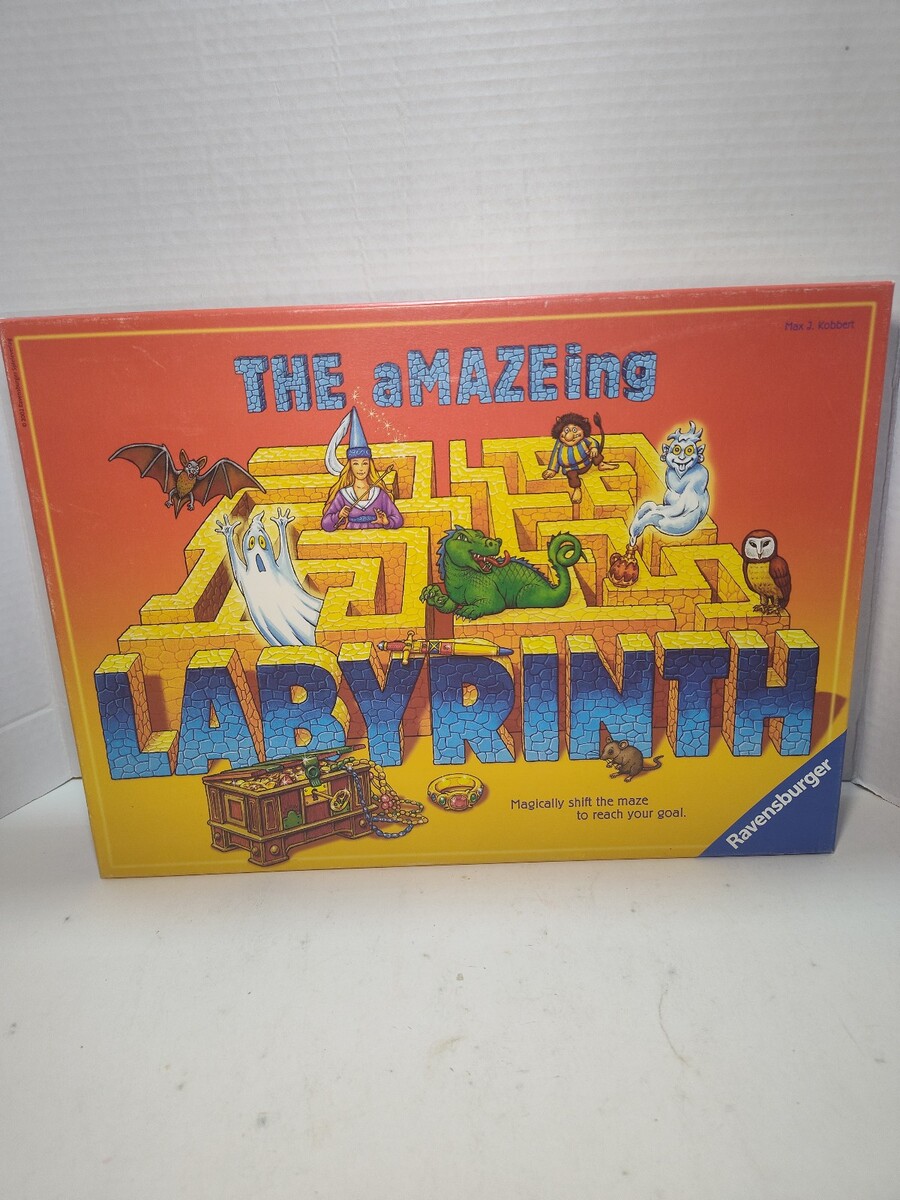 Max J. Kobbert
THE aMAZEing
LABYRINTH
Magically shift the maze
to reach your goal.
Ravensburger